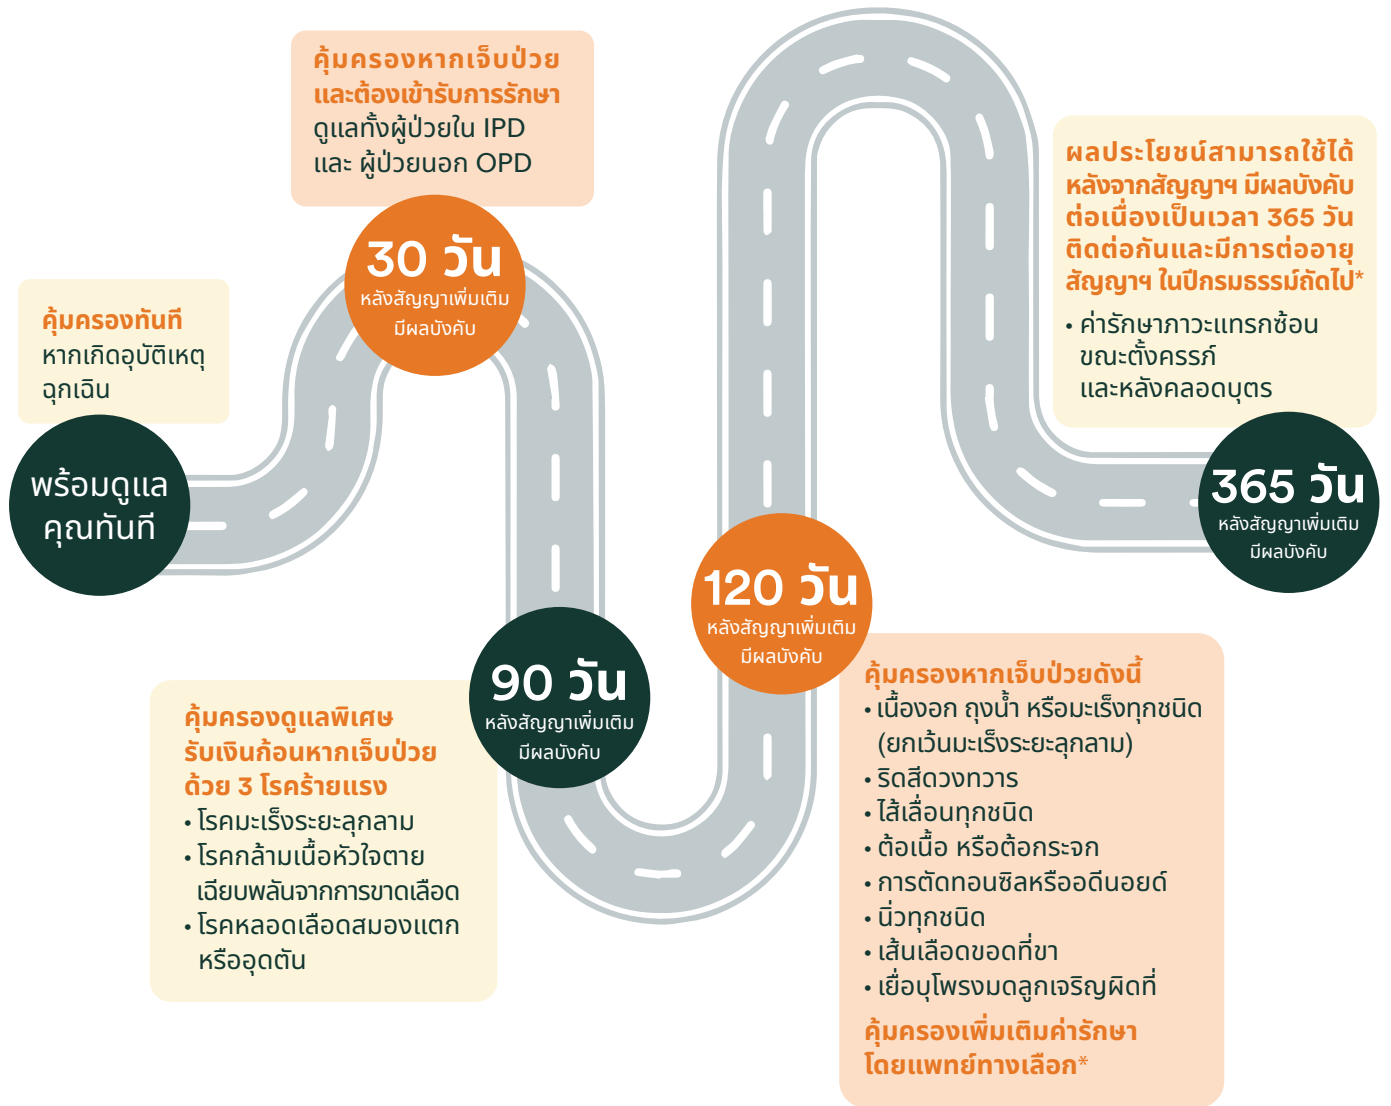 คุ้มครองทันที
หากเกิดอุบัติเหตุ
ฉุกเฉิน
พร้อมดูแล
คุณทันที
คุ้มครองหากเจ็บป่วย
และต้องเข้ารับการรักษา
ดูแลทั้งผู้ป่วยใน IPD
และ ผู้ป่วยนอก OPD
30 วัน
หลังสัญญาเพิ่มเติม
มีผลบังคับ
90 วัน
หลังสัญญาเพิ่มเติม
มีผลบังคับ
คุ้มครองดูแลพิเศษ
รับเงินก้อนหากเจ็บป่วย
ด้วย 3 โรคร้ายแรง
• โรคมะเร็งระยะลุกลาม
• โรคกล้ามเนื้อหัวใจตาย
เฉียบพลันจากการขาดเลือด
• โรคหลอดเลือดสมองแตก
หรืออุดตัน
120 วัน
หลังสัญญาเพิ่มเติม
มีผลบังคับ
คุ้มครองหากเจ็บป่วยดังนี้
• เนื้องอก ถุงน้ำ หรือมะเร็งทุกชนิด
(ยกเว้นมะเร็งระยะลุกลาม)
• ริดสีดวงทวาร
• ไส้เลื่อนทุกชนิด
• ต้อเนื้อ หรือต้อกระจก
• การตัดทอนซิลหรืออดีนอยด์
• นิ่วทุกชนิด
• เส้นเลือดขอดที่ขา
• เยื่อบุโพรงมดลูกเจริญผิดที่
คุ้มครองเพิ่มเติมค่ารักษา
โดยแพทย์ทางเลือก*
ผลประโยชน์สามารถใช้ได้
หลังจากสัญญาฯ มีผลบังคับ
ต่อเนื่องเป็นเวลา 365 วัน
ติดต่อกันและมีการต่ออายุ
สัญญาฯ ในปีกรมธรรม์ถัดไป*
• ค่ารักษาภาวะแทรกซ้อน
ขณะตั้งครรภ์
และหลังคลอดบุตร
365 วัน
หลังสัญญาเพิ่มเติม
มีผลบังคับ